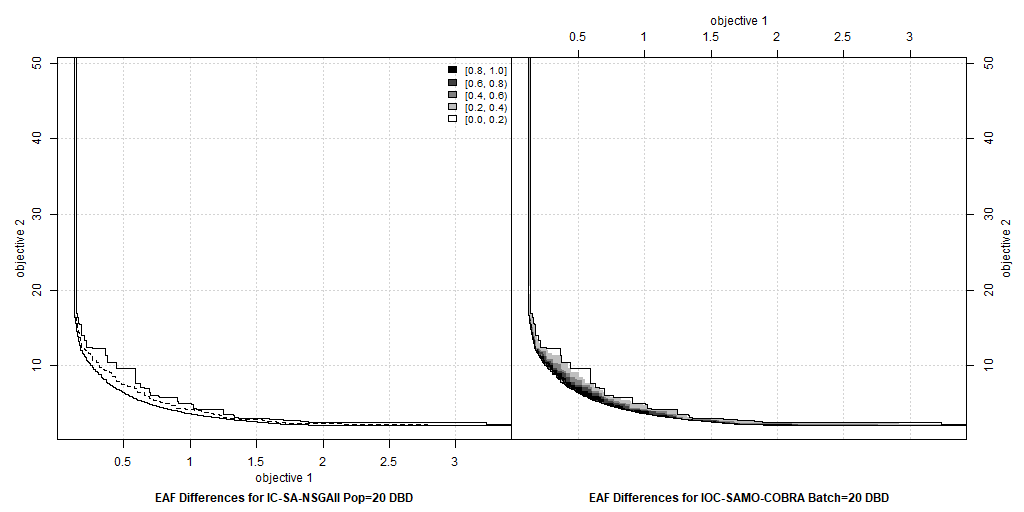 objective 1
0.5 1 1.5 2 2.5 3
50
40
30
20
10
objective 2
[0.8, 1.0]
[0.6, 0.8)
[0.4, 0.6)
[0.2, 0.4)
[0.0, 0.2)
50
40
30
20
10
objective 2
0.5 1 1.5 2 2.5 3
objective 1
EAF Differences for IC-SA-NSGAII Pop=20 DBD
EAF Differences for IOC-SAMO-COBRA Batch=20 DBD